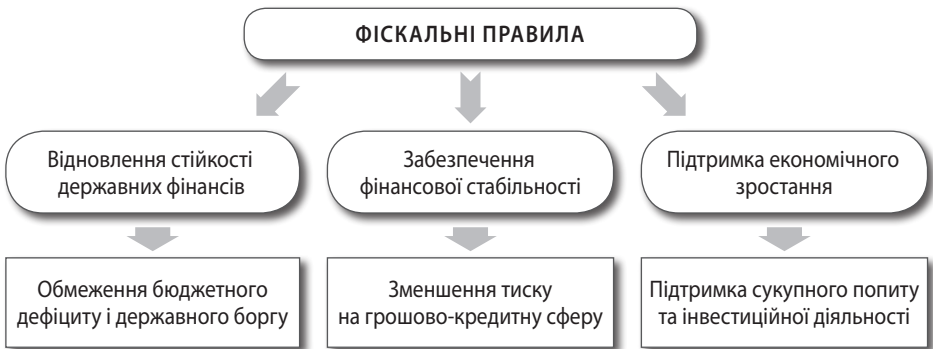 ФІСКАЛЬНІ ПРАВИЛА
Відновлення стійкості
державних фінансів
Забезпечення
фінансової стабільності
Підтримка економічного
зростання
Обмеження бюджетного
дефіциту і державного боргу
Зменшення тиску
на грошово-кредитну сферу
Підтримка сукупного попиту
та інвестиційної діяльності